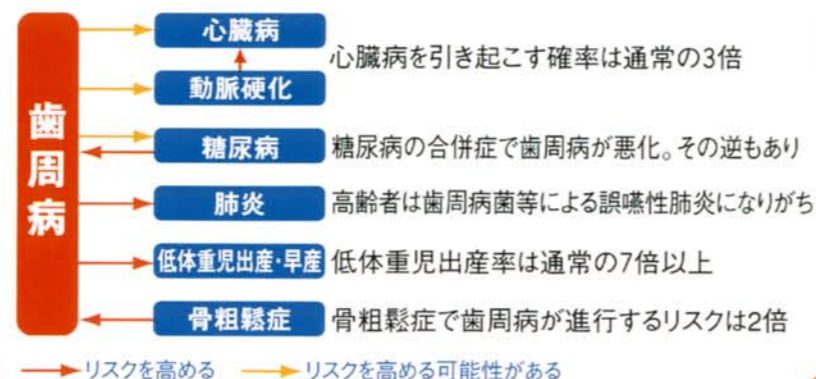 歯周病
心臓病
心臓病を引き起こす確率は通常の3倍
動脈硬化
糖尿病 糖尿病の合併症で歯周病が悪化。その逆もあり
肺炎 高齢者は歯周病菌等による誤嚥性肺炎になりがち
低体重児出産・早産 低体重児出産率は通常の7倍以上
骨粗鬆症 骨粗鬆症で歯周病が進行するリスクは2倍
リスクを高める リスクを高める可能性がある